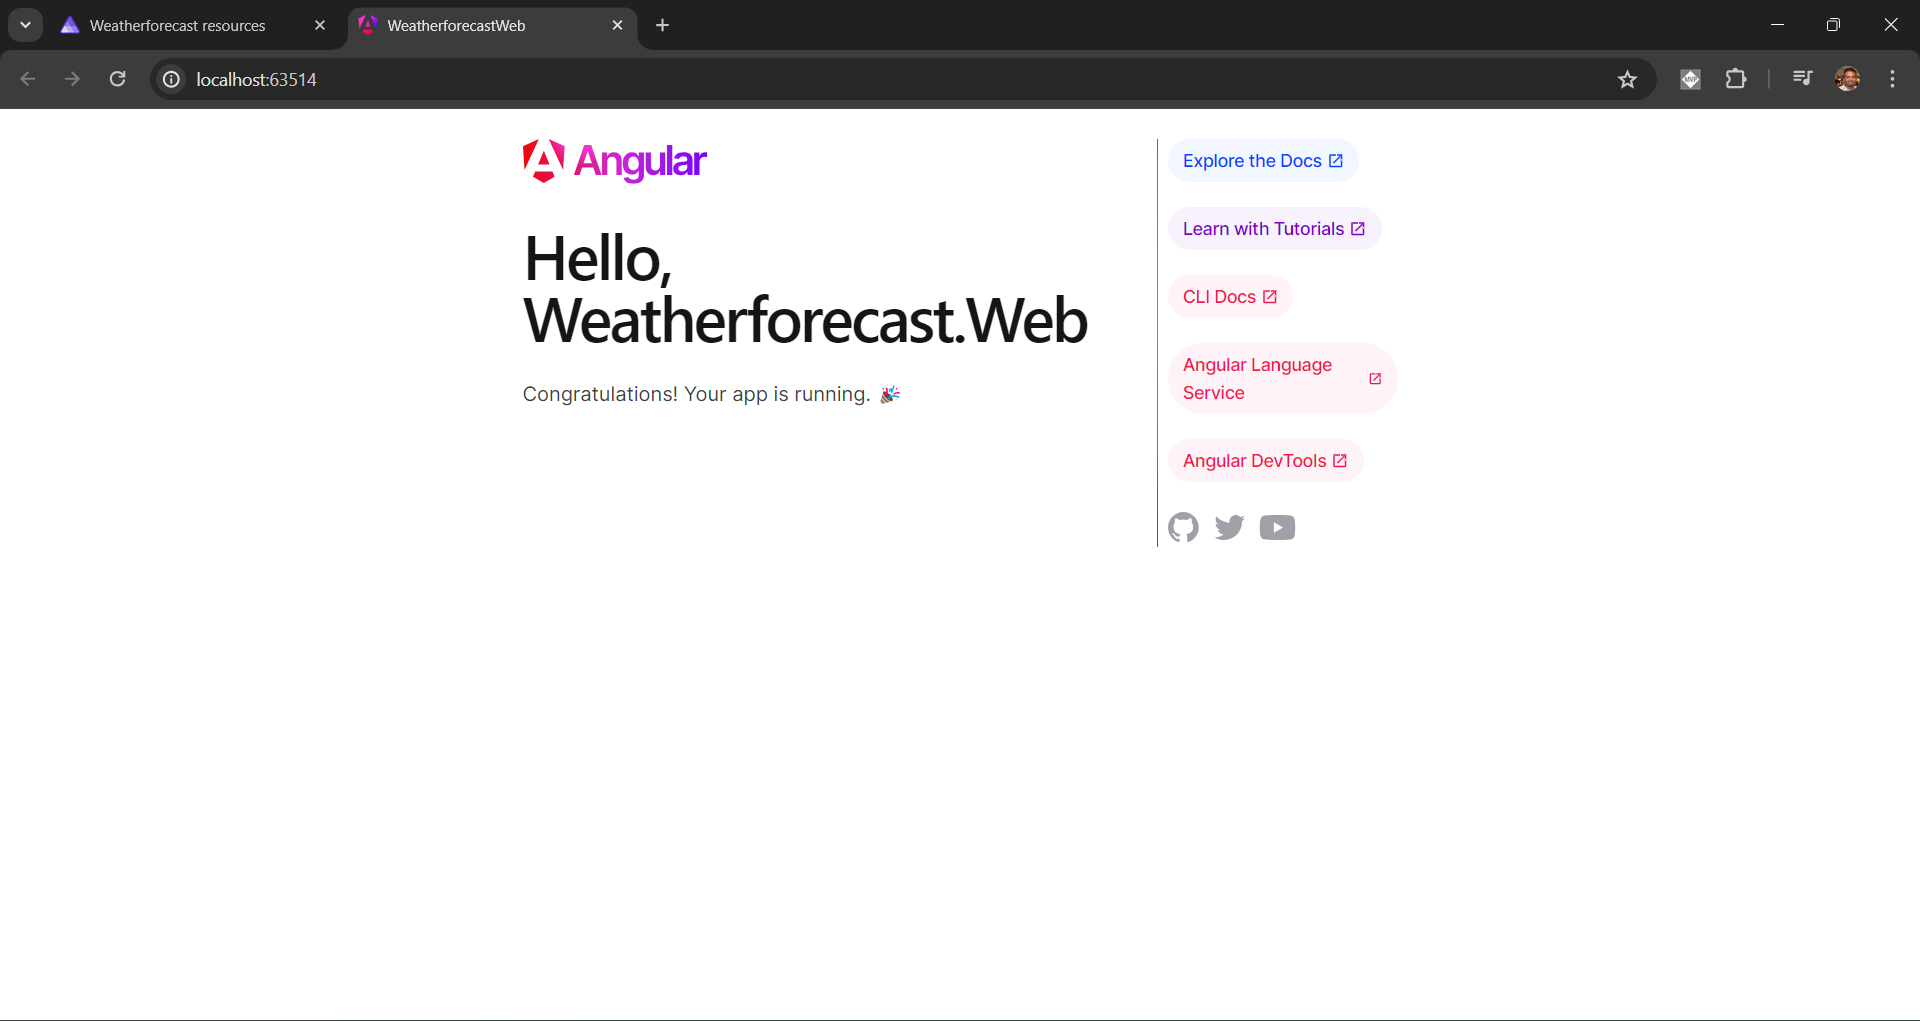 Weatherforecast resources
WeatherforecastWeb
localhost:63514
Angular
Hello,
Weatherforecast.Web
Congratulations! Your app is running. 🎉
Explore the Docs
Learn with Tutorials
CLI Docs
Angular Language
Service
Angular DevTools